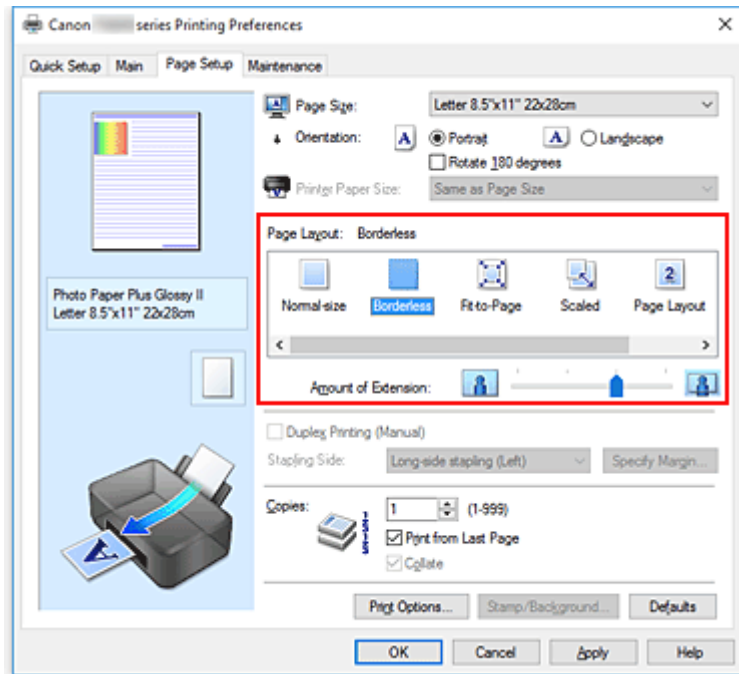 Canon series Printing Preferences
Quick Setup Main Page Setup Maintenance
Page Size: Letter 8.5"x11" 22x28cm
Orientation: A Portrait A Landscape
Rotate 180 degrees
Printer Paper Size: Same as Page Size
Page Layout: Borderless
2
Normal-size Borderless Fit-to-Page Scaled Page Layout
Photo Paper Plus Glossy II
Letter 8.5"x11" 22x28cm
Amount of Extension:
Duplex Printing (Manual)
Stapling Side: Long-side stapling (Left) Specify Margin...
Copies: 1 (1-999)
Print from Last Page
Collate
A
Print Options... Stamp/Background... Defaults
OK Cancel Apply Help